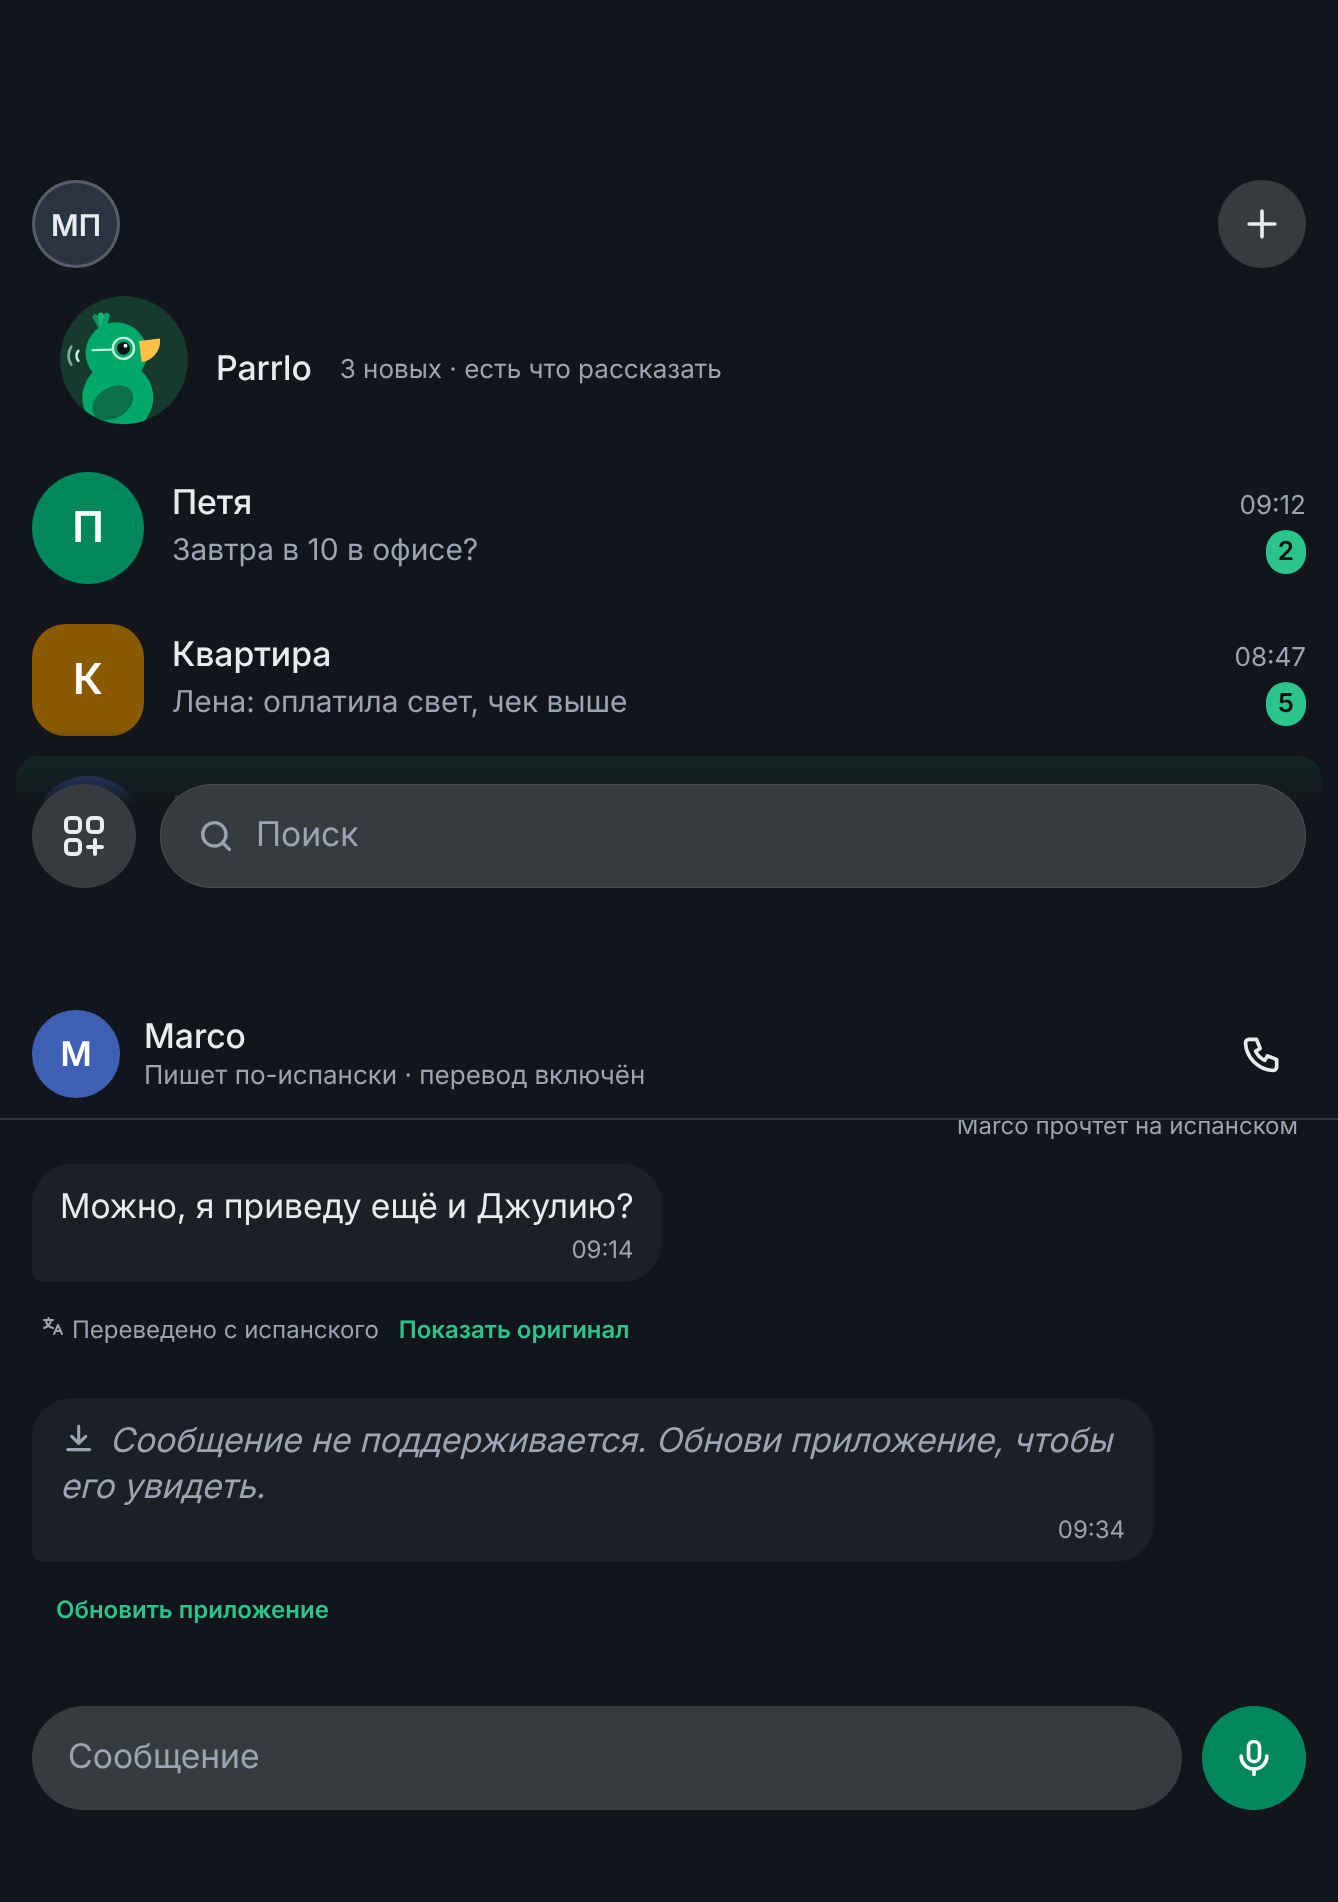 МП
Parrlo 3 новых · есть что рассказать
П
Петя
09:12
Завтра в 10 в офисе?
2
К
Квартира
08:47
Лена: оплатила свет, чек выше
5
Поиск
М
Marco
Пишет по-испански · перевод включён
Marco прочтет на испанском
Можно, я приведу ещё и Джулию?
09:14
Переведено с испанского Показать оригинал
Сообщение не поддерживается. Обнови приложение, чтобы
его увидеть.
09:34
Обновить приложение
Сообщение